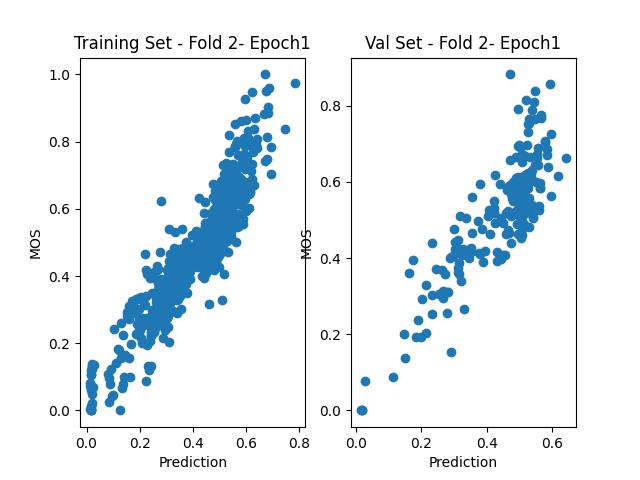 Training Set - Fold 2- Epoch1
Val Set - Fold 2- Epoch1
1.0
0.8
0.6
0.4
0.2
0.0
MOS
0.0 0.2 0.4 0.6 0.8
Prediction
0.8
0.6
0.4
0.2
0.0
MOS
0.0 0.2 0.4 0.6
Prediction